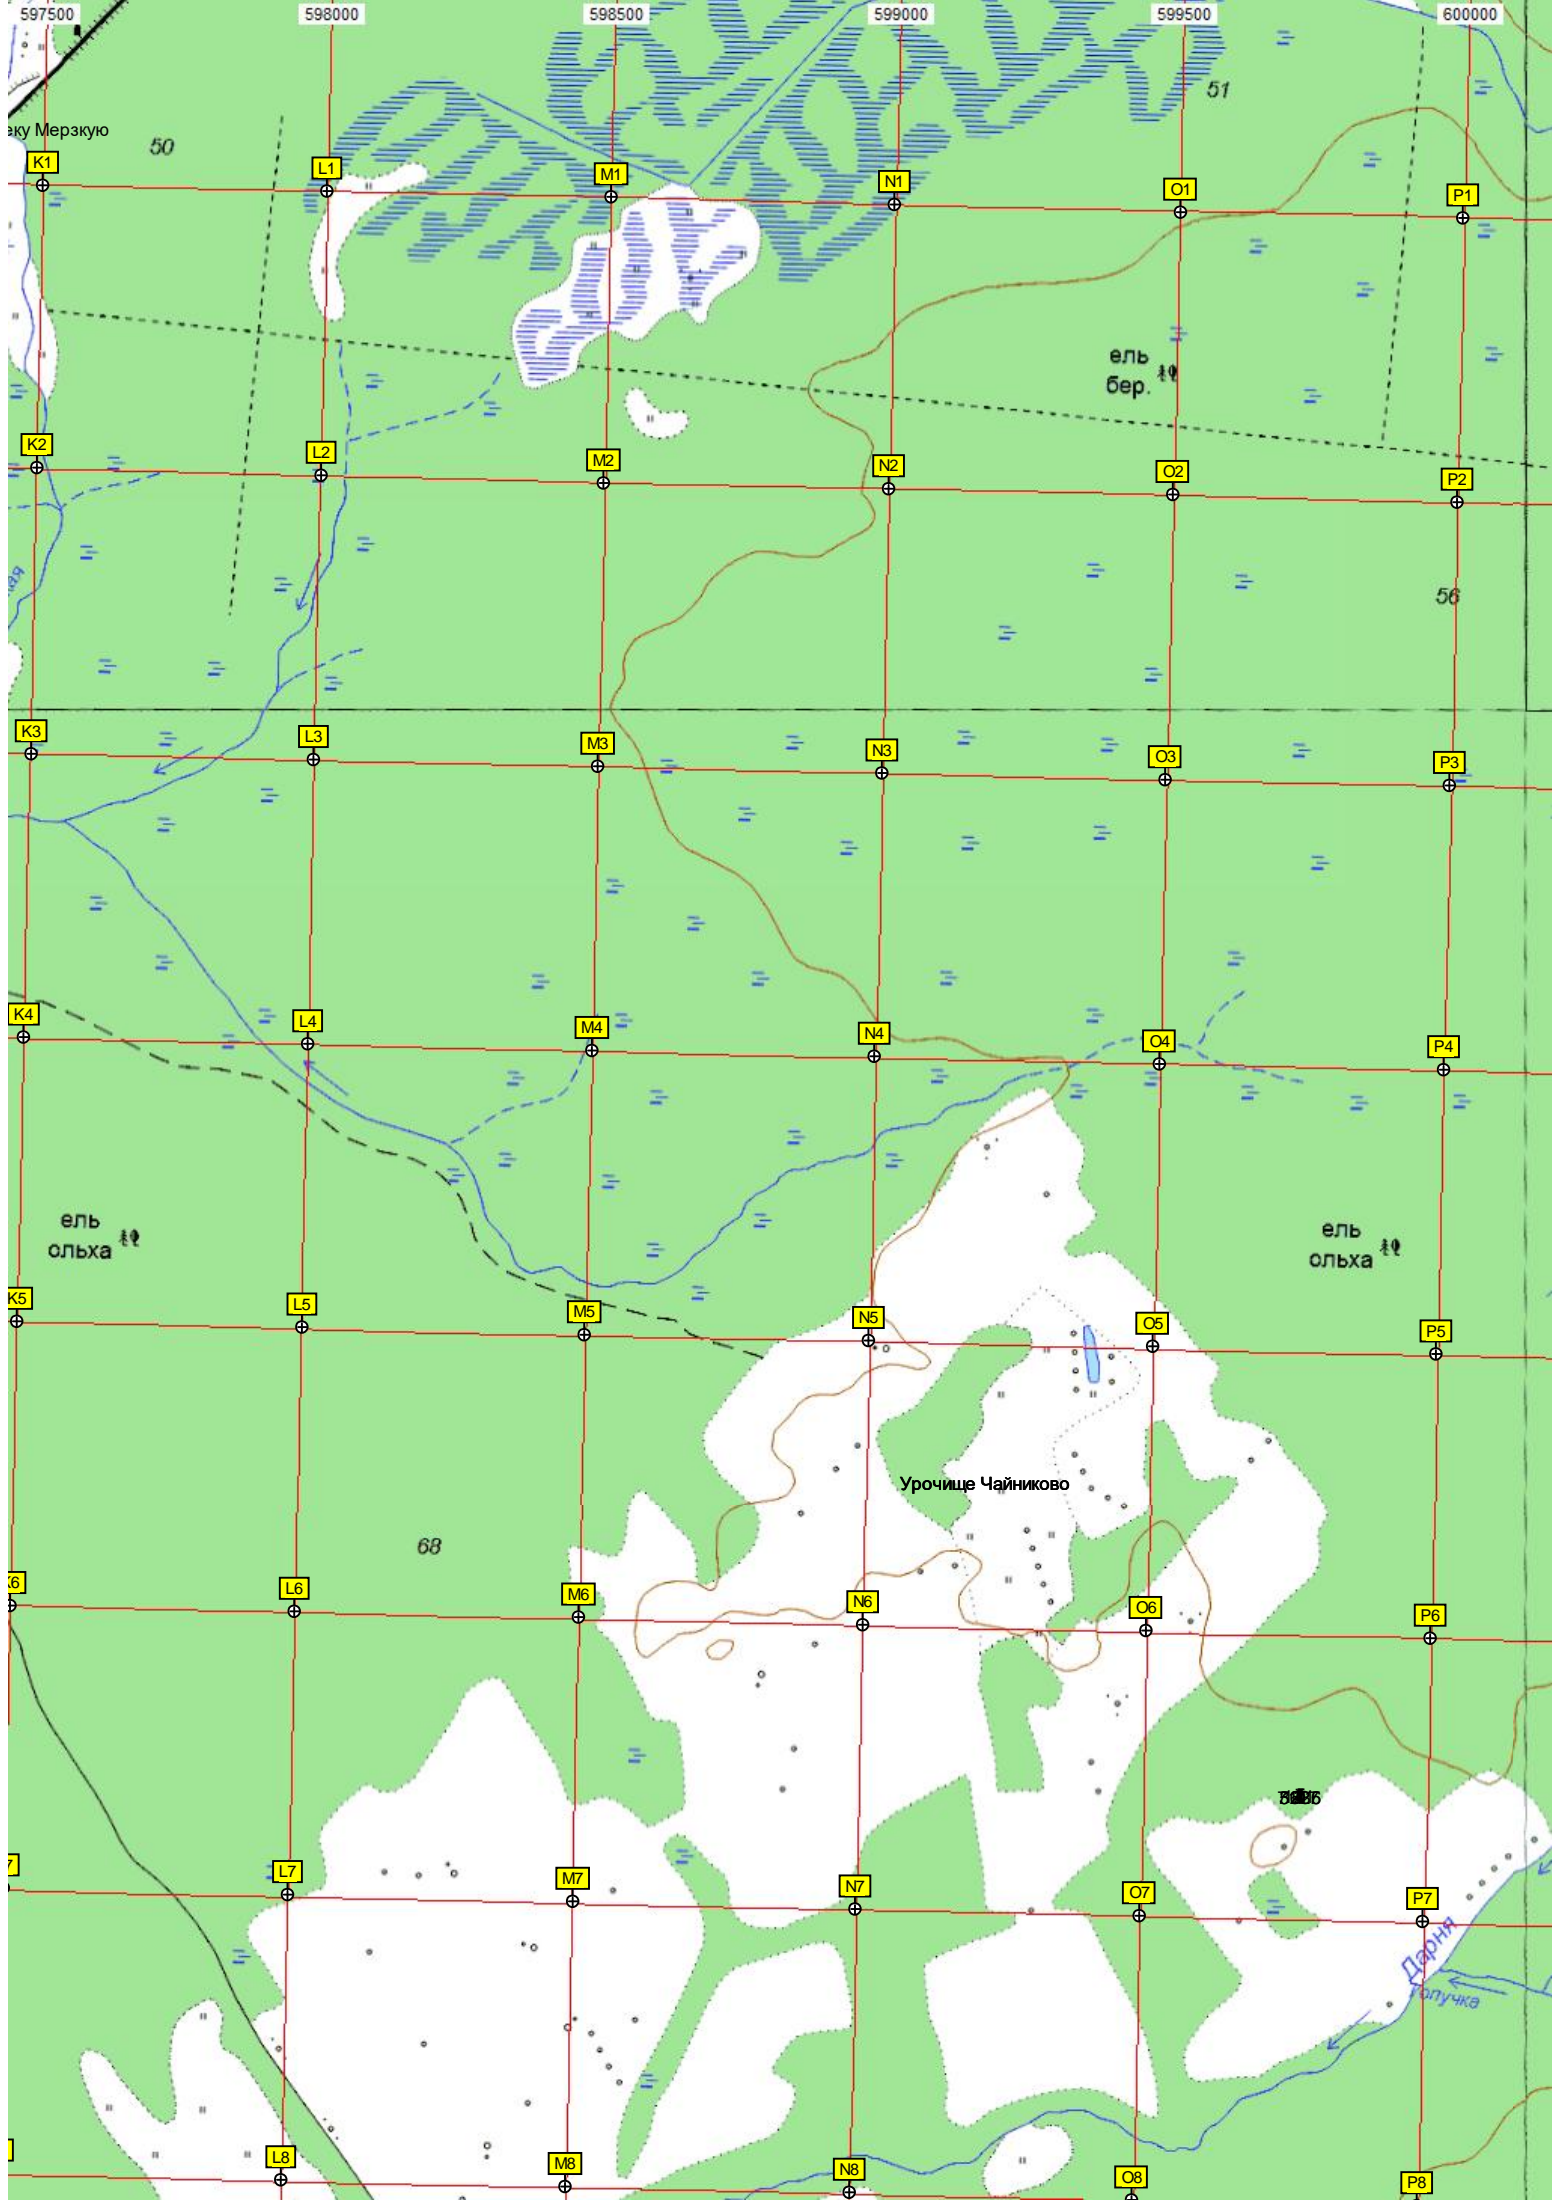 597500 598000 598500 599000 599500 600000
51
еку Мерзкую
50
K1 L1 M1 N1 O1 P1
ель
бер.
K2 L2 M2 N2 O2 P2
ая
56
K3 L3 M3 N3 O3 P3
K4 L4 M4 N4 O4 P4
ель
ольха
ель
ольха
K5 L5 M5 N5 O5 P5
Урочище Чайниково
68
K6 L6 M6 N6 O6 P6
7 L7 M7 N7 O7 P7
Дарня
L8 M8 N8 O8 P8